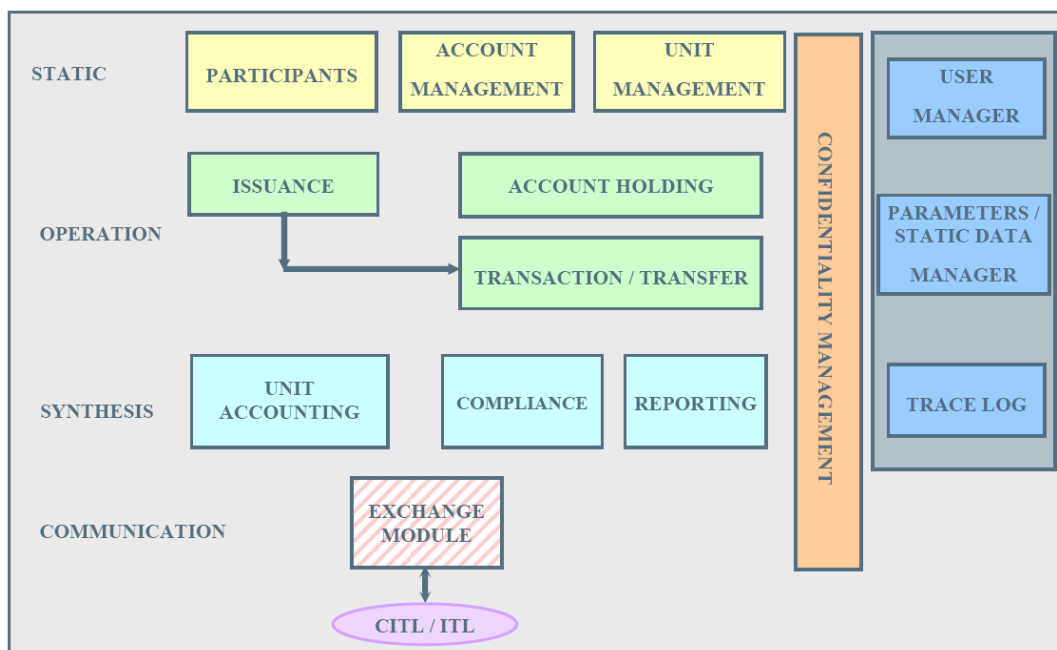 STATIC
PARTICIPANTS
ACCOUNT
MANAGEMENT
UNIT
MANAGEMENT
OPERATION
ISSUANCE
ACCOUNT HOLDING
TRANSACTION / TRANSFER
SYNTHESIS
UNIT
ACCOUNTING
COMPLIANCE
REPORTING
COMMUNICATION
EXCHANGE
MODULE
CITL / ITL
CONFIDENTIALITY MANAGEMENT
USER
MANAGER
PARAMETERS /
STATIC DATA
MANAGER
TRACE LOG